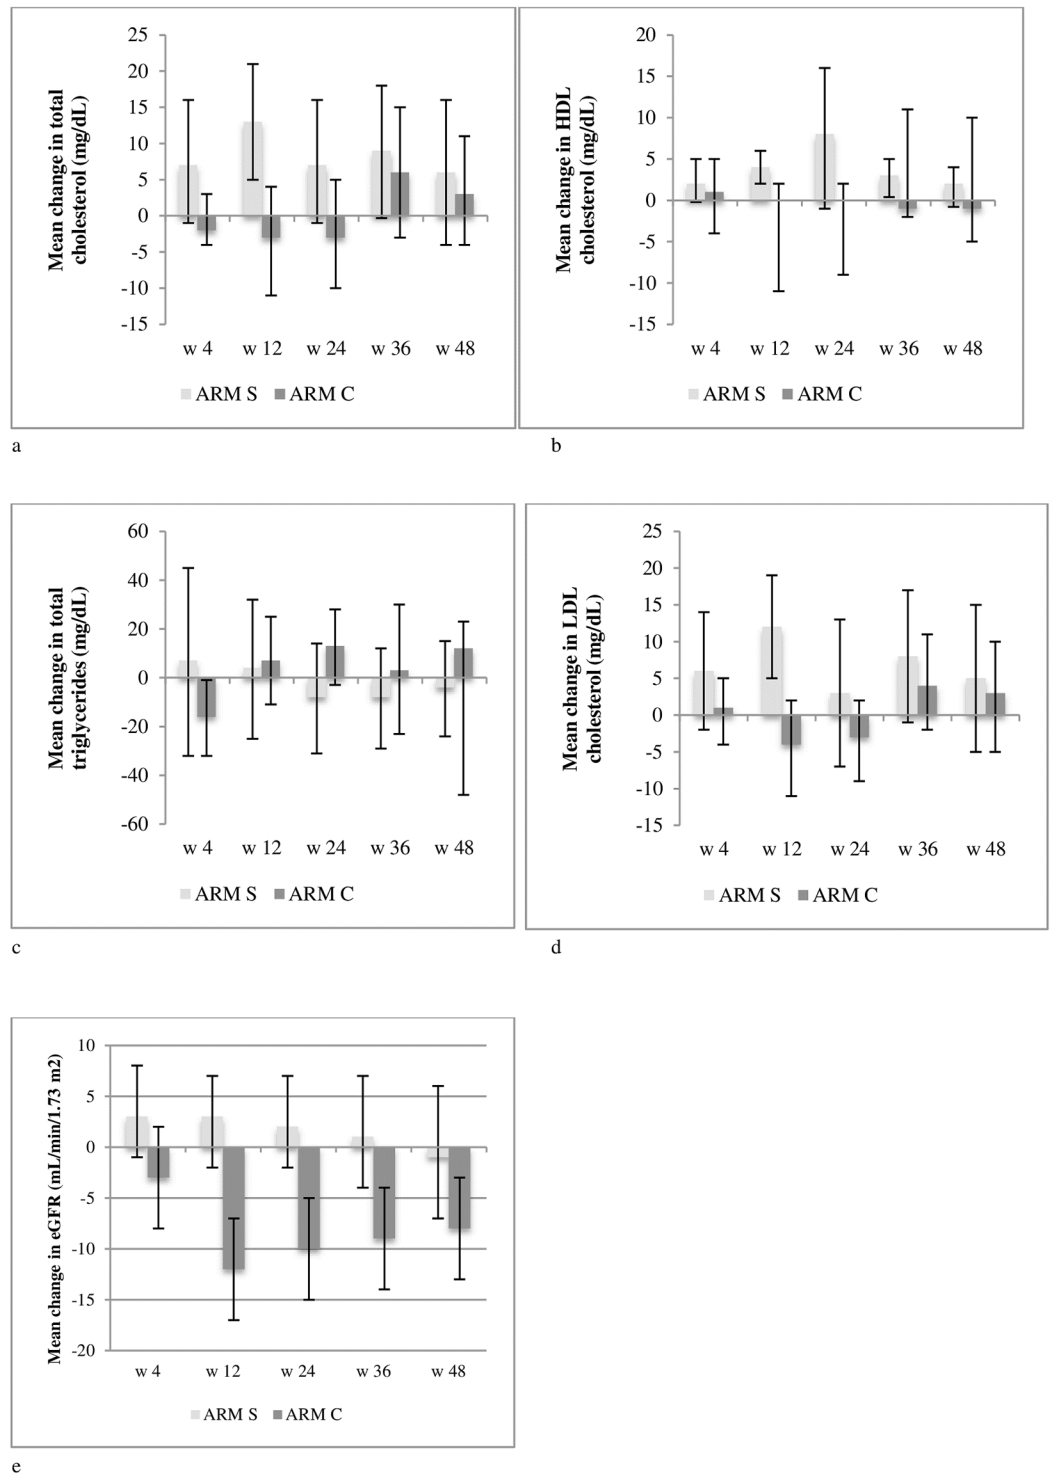 Mean change in total
cholesterol (mg/dL)
25
20
15
10
5
0
-5
-10
-15
w 4 w 12 w 24 w 36 w 48
ARM S ARM C
a
Mean change in HDL
cholesterol (mg/dL)
20
15
10
5
0
-5
-10
-15
w 4 w 12 w 24 w 36 w 48
ARM S ARM C
b
Mean change in total
triglycerides (mg/dL)
60
40
20
0
-20
-40
-60
w 4 w 12 w 24 w 36 w 48
ARM S ARM C
c
Mean change in LDL
cholesterol (mg/dL)
25
20
15
10
5
0
-5
-10
-15
w 4 w 12 w 24 w 36 w 48
ARM S ARM C
d
Mean change in eGFR (mL/min/1.73 m2)
10
5
0
-5
-10
-15
-20
w 4 w 12 w 24 w 36 w 48
ARM S ARM C
e